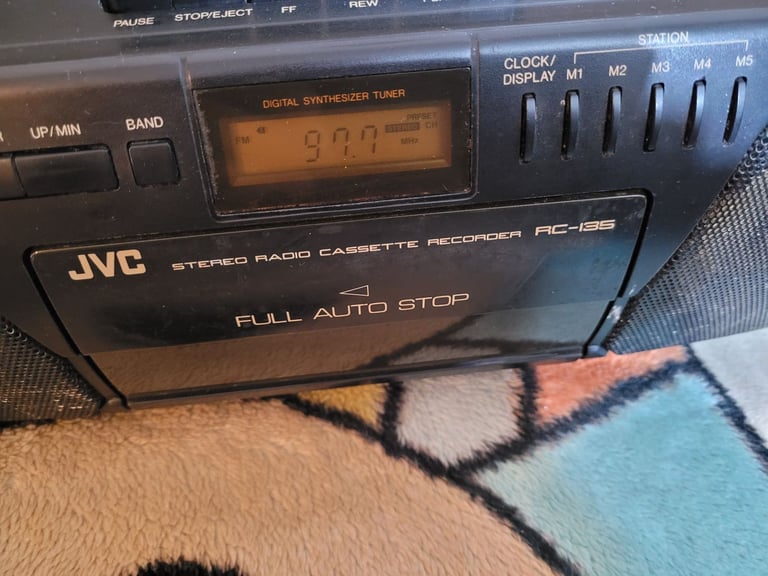 PAUSE STOP/EJECT FF REW
STATION
CLOCK/
DISPLAY M1 M2 M3 M4 M5
DIGITAL SYNTHESIZER TUNER
UP/MIN BAND
PRESET
FM STEREO CH
97.7 MHz
JVC STEREO RADIO CASSETTE RECORDER RC-135
FULL AUTO STOP